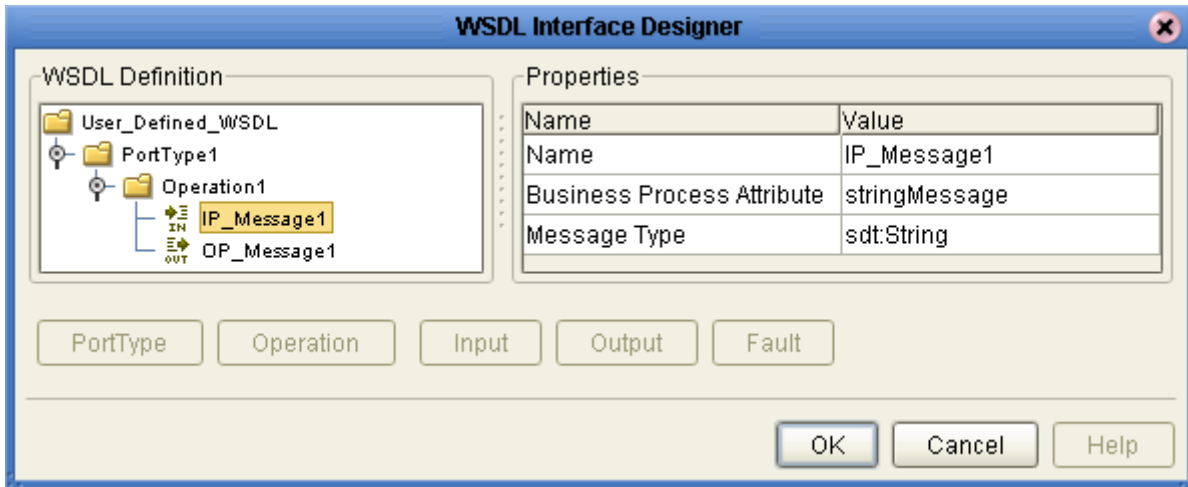 WSDL Interface Designer
WSDL Definition
User_Defined_WSDL
PortType1
Operation1
IN IP_Message1
OUT OP_Message1
Properties
Name Value
Name IP_Message1
Business Process Attribute stringMessage
Message Type sdt:String
PortType Operation Input Output Fault
OK Cancel Help